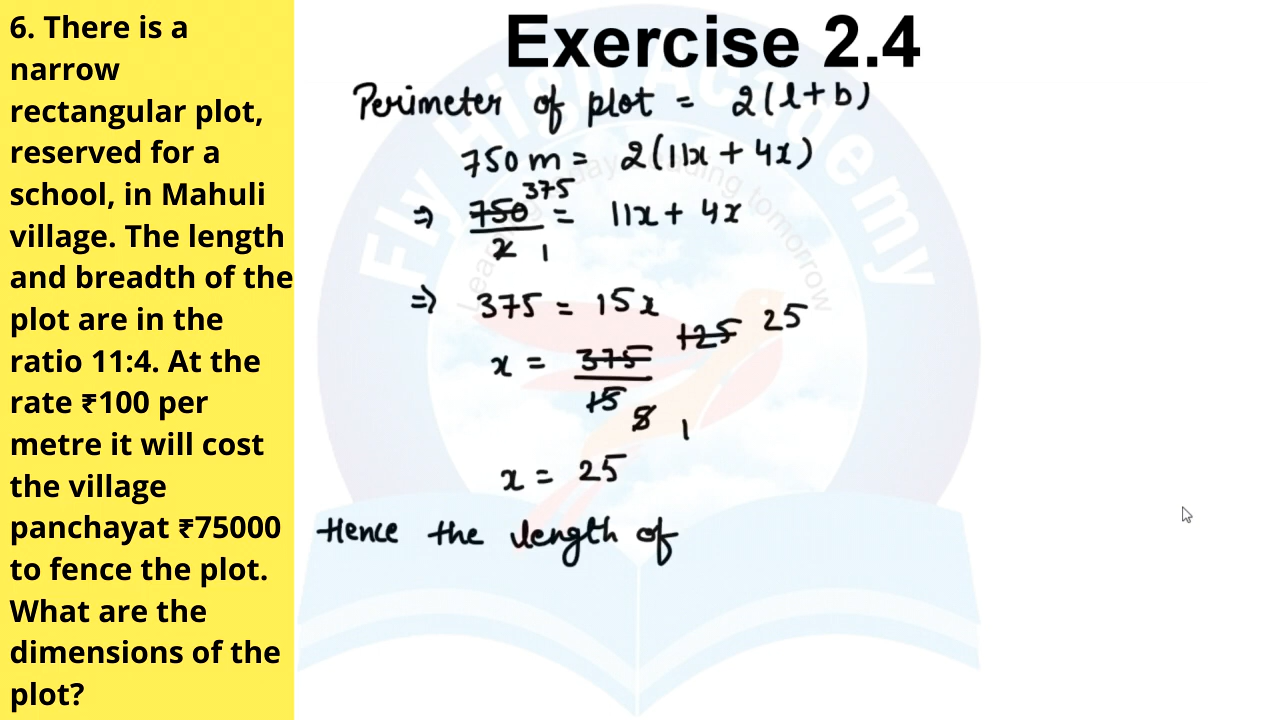 6. There is a
narrow
rectangular plot,
reserved for a
school, in Mahuli
village. The length
and breadth of the
plot are in the
ratio 11:4. At the
rate ₹100 per
metre it will cost
the village
panchayat ₹75000
to fence the plot.
What are the
dimensions of the
plot?
Exercise 2.4
Perimeter of plot = 2(l+b)
750 m = 2(11x + 4x)
375
⇒ 750 = 11x + 4x
2 1
⇒ 375 = 15x
125 25
x = 375
15 5 1
x = 25
Hence the length of
Fly High Academy
tomorrow